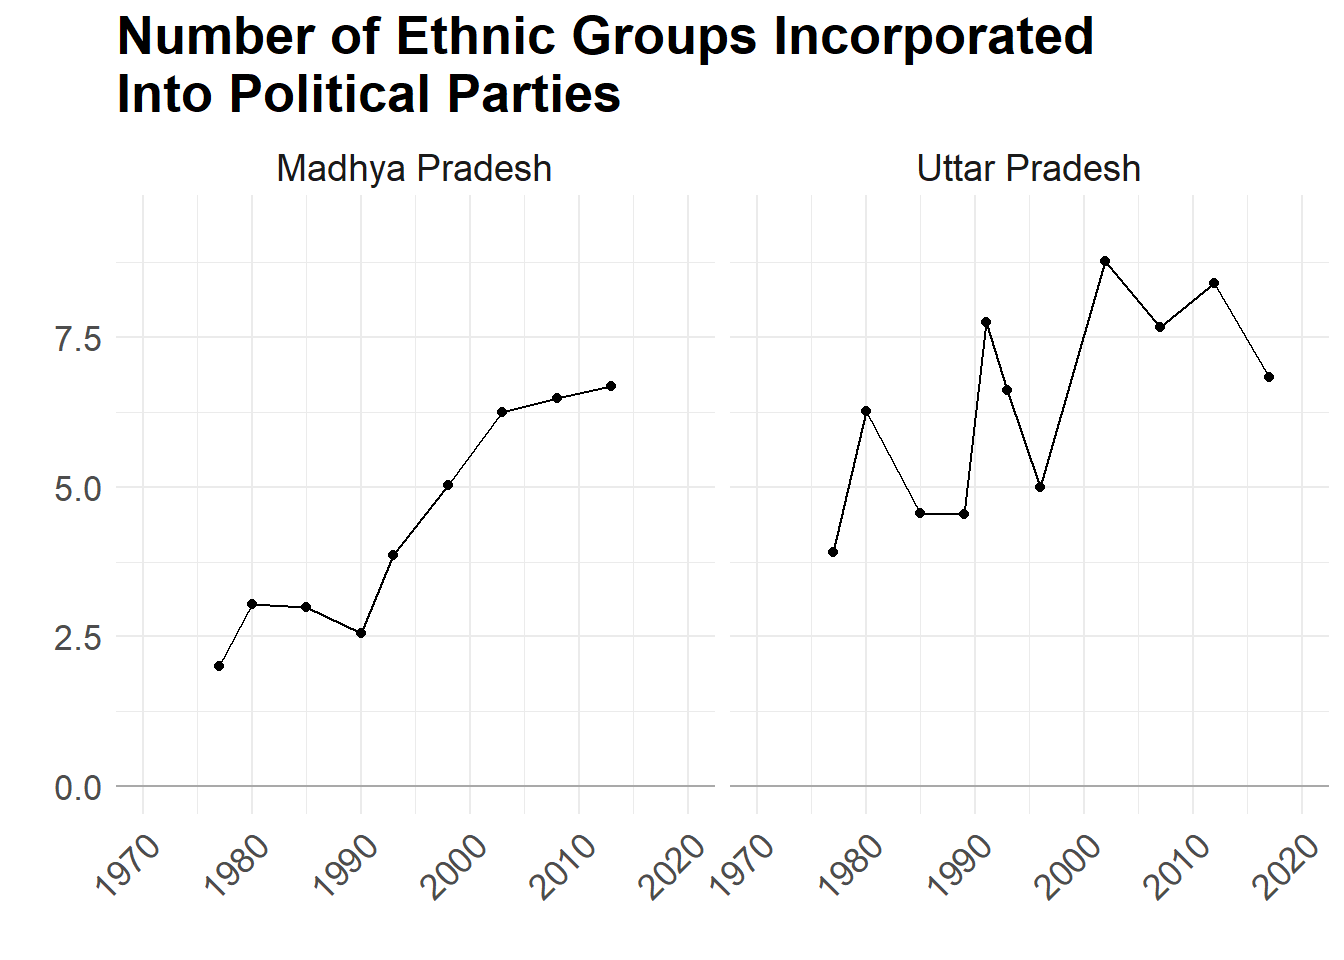 Number of Ethnic Groups Incorporated
Into Political Parties
Madhya Pradesh
Uttar Pradesh
7.5
5.0
2.5
0.0
1970 1980 1990 2000 2010 2020 1970 1980 1990 2000 2010 2020